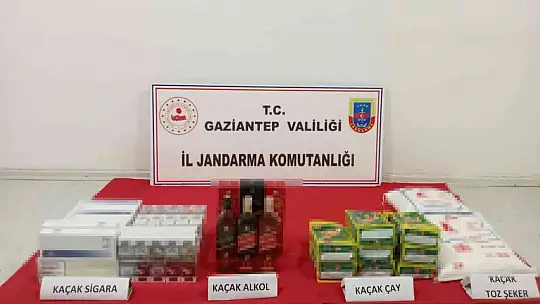 T.C.
GAZİANTEP VALİLİĞİ
İL JANDARMA KOMUTANLIĞI
KAÇAK SİGARA
KAÇAK ALKOL
KAÇAK ÇAY
KAÇAK
TOZ ŞEKER